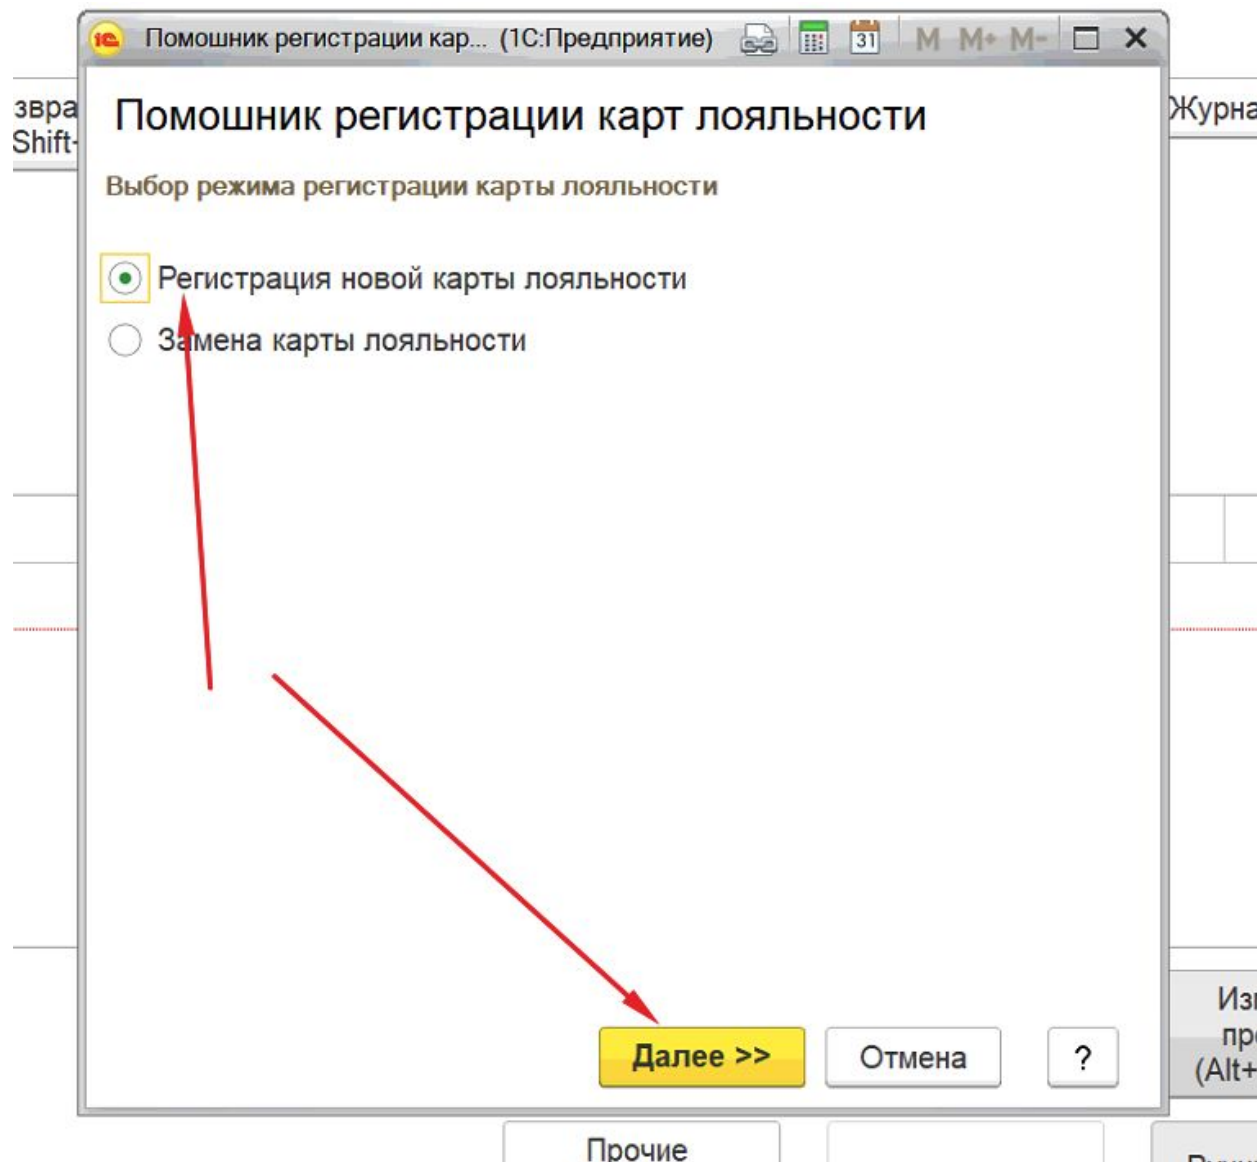 Помошник регистрации кар... (1С:Предприятие)
31 M M+ M-
Помошник регистрации карт лояльности
Выбор режима регистрации карты лояльности
Регистрация новой карты лояльности
Замена карты лояльности
Далее >> Отмена ?
Прочие